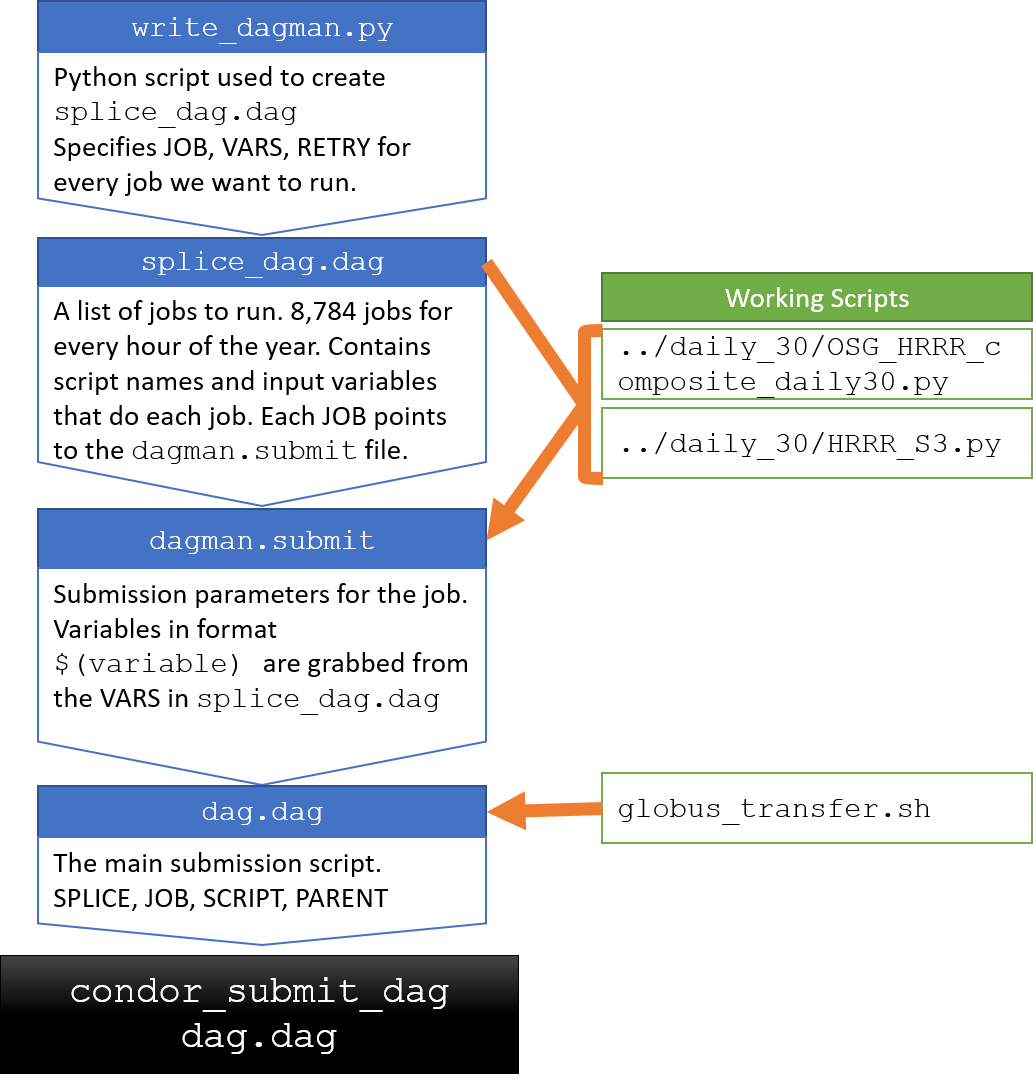 write_dagman.py
Python script used to create
splice_dag.dag
Specifies JOB, VARS, RETRY for
every job we want to run.
splice_dag.dag
A list of jobs to run. 8,784 jobs for
every hour of the year. Contains
script names and input variables
that do each job. Each JOB points
to the dagman.submit file.
Working Scripts
../daily_30/OSG_HRRR_c
omposite_daily30.py
../daily_30/HRRR_S3.py
dagman.submit
Submission parameters for the job.
Variables in format
$(variable) are grabbed from
the VARS in splice_dag.dag
dag.dag
The main submission script.
SPLICE, JOB, SCRIPT, PARENT
globus_transfer.sh
condor_submit_dag
dag.dag